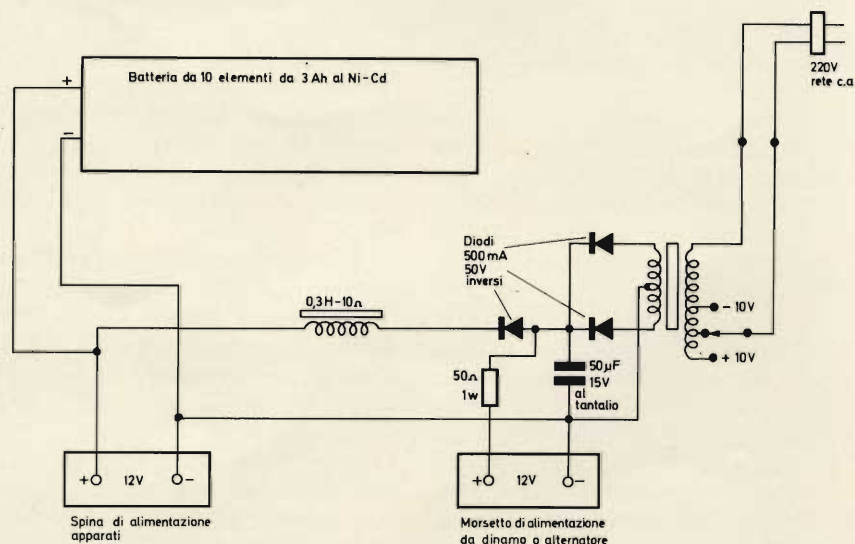 220V
rete c.a
+
Batteria da 10 elementi da 3 Ah al Ni-Cd
−
Diodi
500mA
50V
inversi
0,3H-10Ω
- 10V
+ 10V
50Ω
1w
50µF
15V
al
tantalio
+ 12V -
+ 12V -
Spina di alimentazione
apparati
Morsetto di alimentazione
da dinamo o alternatore